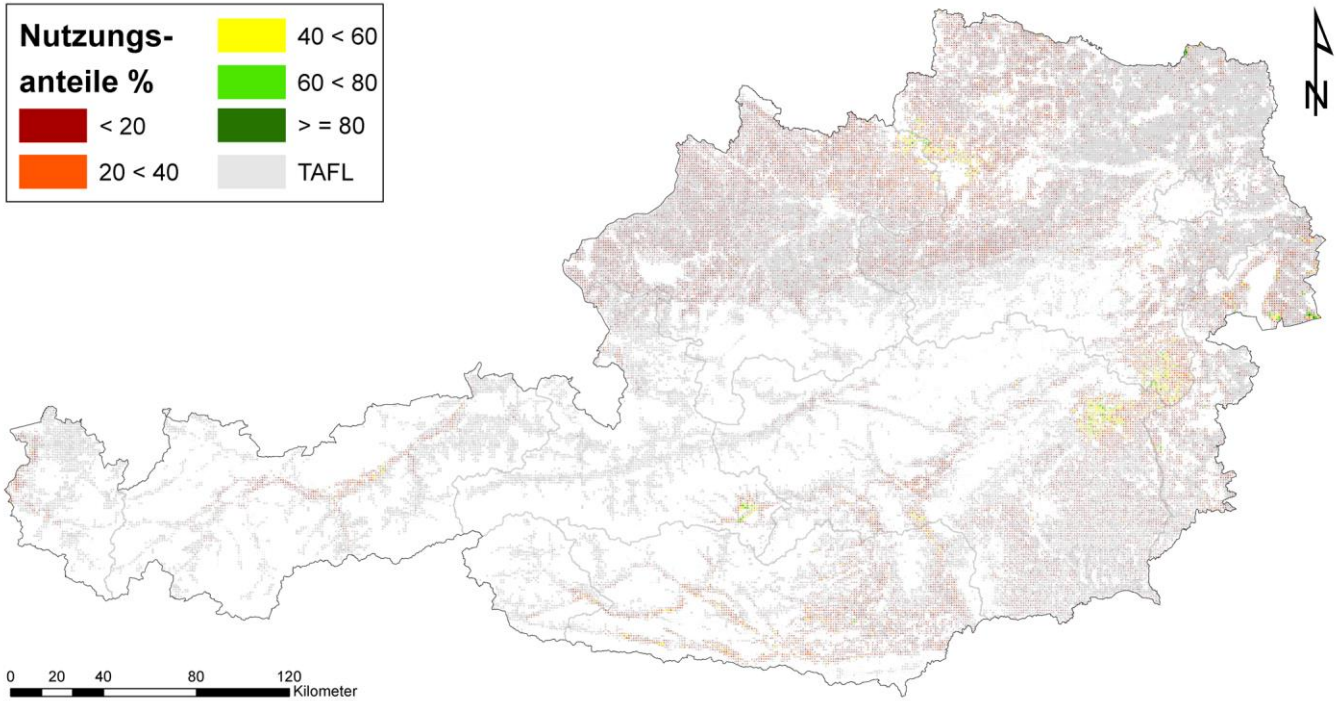 Nutzungs-
anteile %
< 20
20 < 40
40 < 60
60 < 80
> = 80
TAFL
N
0 20 40 80 120
Kilometer